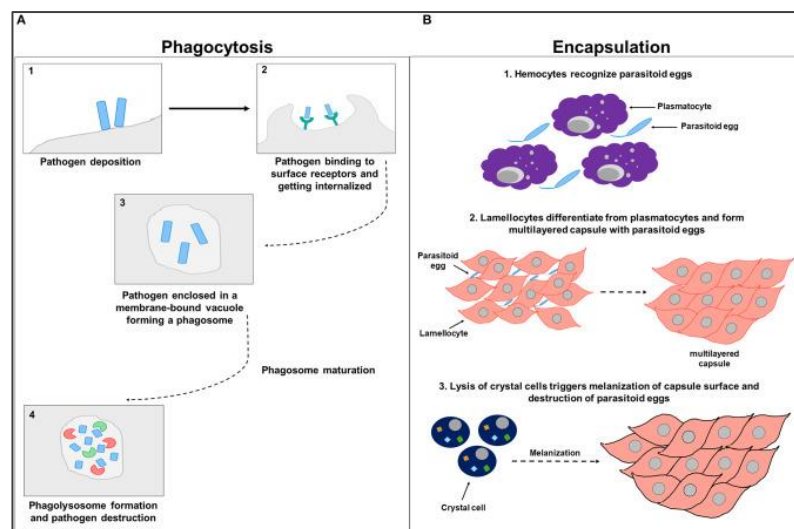 A
Phagocytosis
1
Pathogen deposition
2
Pathogen binding to
surface receptors and
getting internalized
3
Pathogen enclosed in a
membrane-bound vacuole
forming a phagosome
Phagosome maturation
4
Phagolysosome formation
and pathogen destruction
B
Encapsulation
1. Hemocytes recognize parasitoid eggs
Plasmatocyte
Parasitoid egg
2. Lamellocytes differentiate from plasmatocytes and form
multilayered capsule with parasitoid eggs
Parasitoid
egg
Lamellocyte
multilayered
capsule
3. Lysis of crystal cells triggers melanization of capsule surface and
destruction of parasitoid eggs
Melanization
Crystal cell